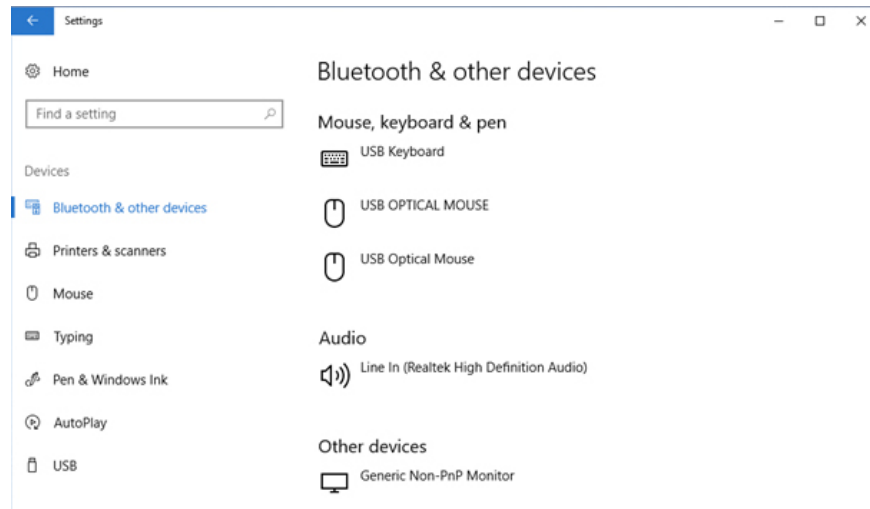 Settings
Home
Find a setting
Devices
Bluetooth & other devices
Printers & scanners
Mouse
Typing
Pen & Windows Ink
AutoPlay
USB
Bluetooth & other devices
Mouse, keyboard & pen
USB Keyboard
USB OPTICAL MOUSE
USB Optical Mouse
Audio
Line In (Realtek High Definition Audio)
Other devices
Generic Non-PnP Monitor